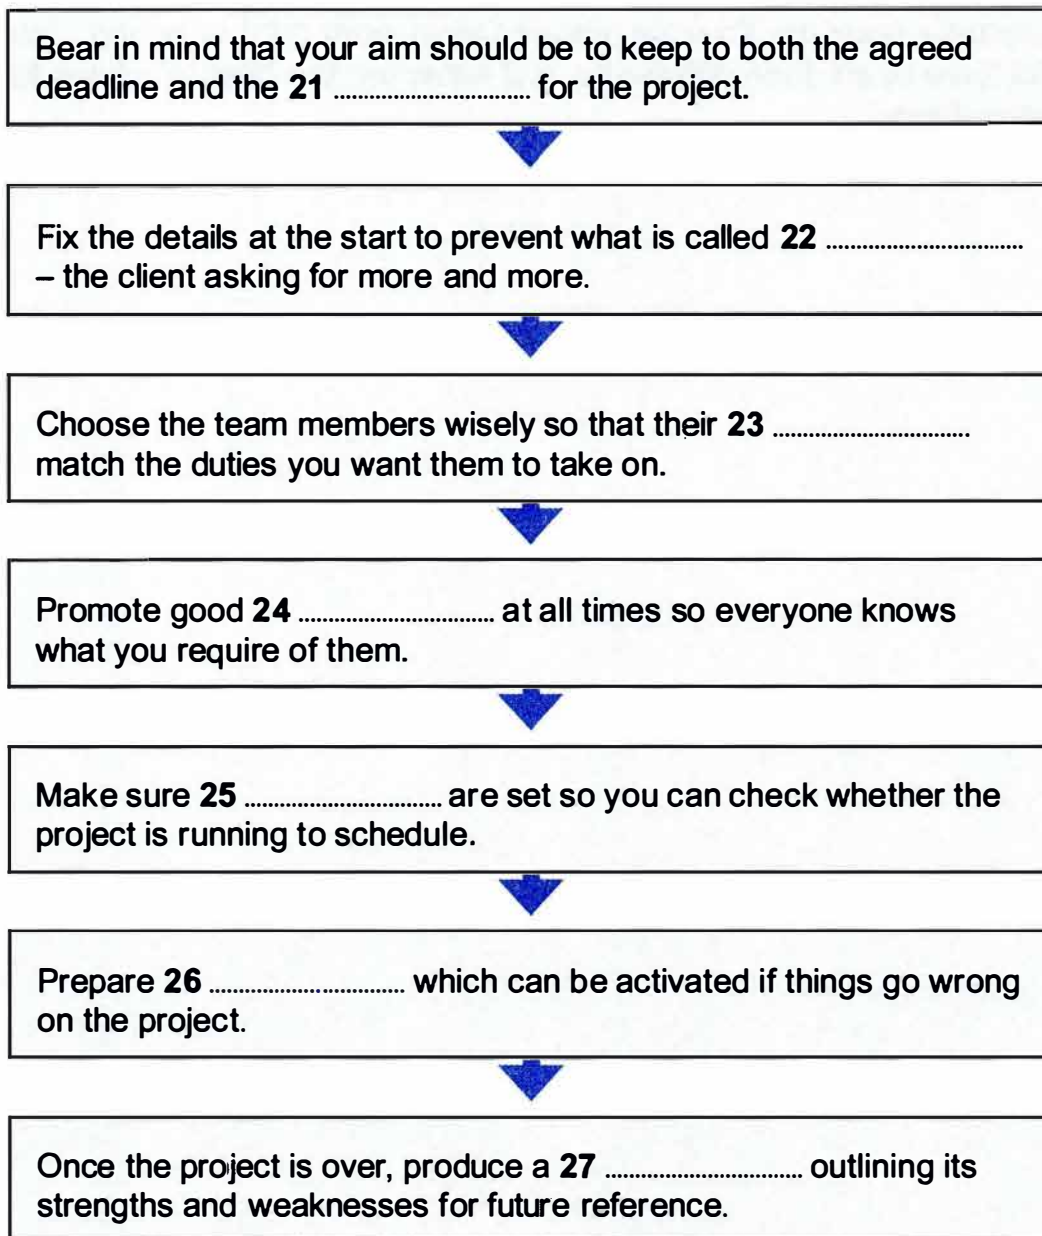 Bear in mind that your aim should be to keep to both the agreed
deadline and the 21 .................................. for the project.
Fix the details at the start to prevent what is called 22 ..................................
– the client asking for more and more.
Choose the team members wisely so that their 23 ..................................
match the duties you want them to take on.
Promote good 24 .................................. at all times so everyone knows
what you require of them.
Make sure 25 .................................. are set so you can check whether the
project is running to schedule.
Prepare 26 .................................. which can be activated if things go wrong
on the project.
Once the project is over, produce a 27 .................................. outlining its
strengths and weaknesses for future reference.